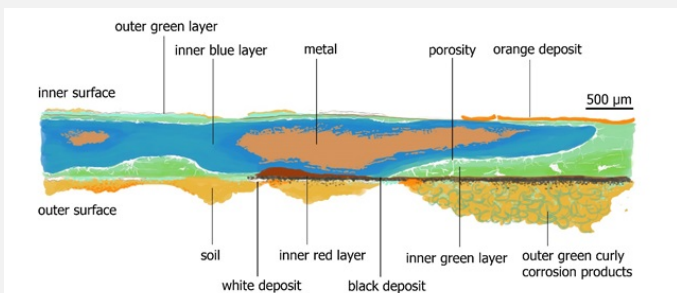 outer green layer
inner blue layer
metal
porosity
orange deposit
inner surface
500 µm
outer surface
soil
inner red layer
inner green layer
outer green curly
corrosion products
white deposit
black deposit